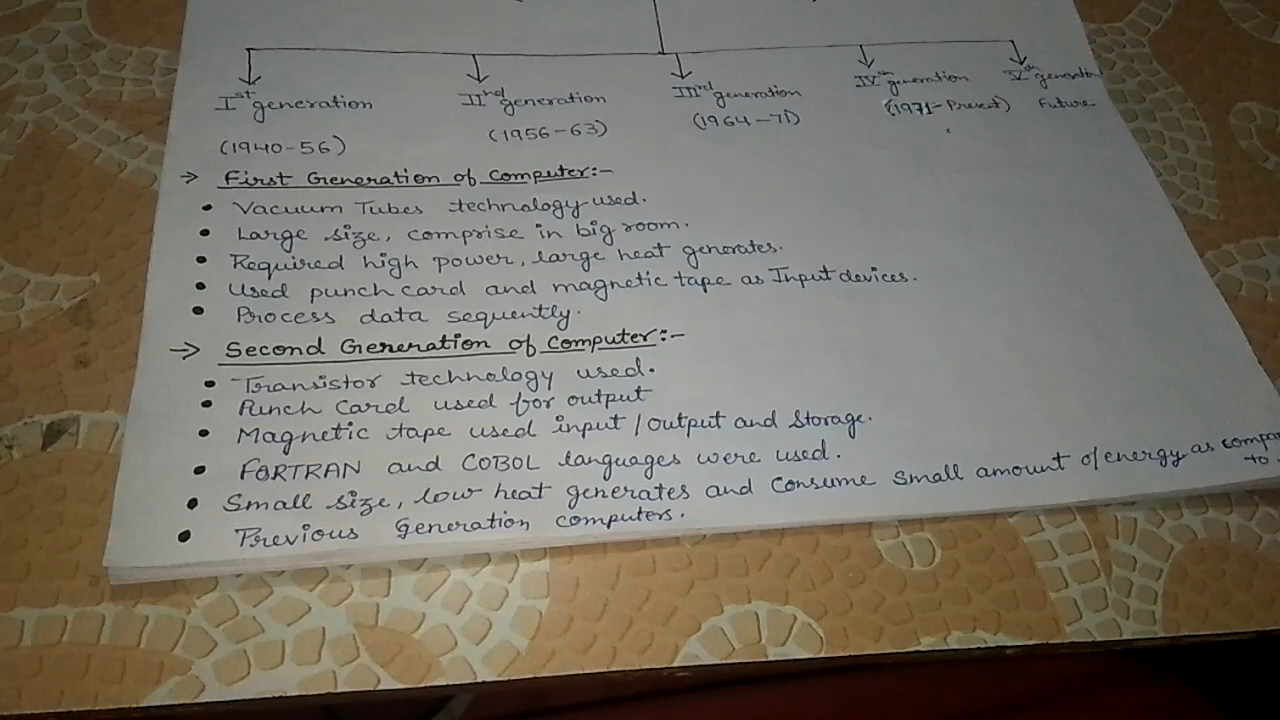 Ist generation IInd generation IIIrd generation IVth generation Vth generation
(1940-56) (1956-63) (1964-71) (1971-Present) Future
→ First Generation of Computer:-
• Vacuum Tubes technology used.
• Large size, comprise in big room.
• Required high power, large heat generates.
• Used punch card and magnetic tape as Input devices.
• Process data sequently.
→ Second Generation of Computer:-
• Transistor technology used.
• Punch Card used for output
• Magnetic tape used input / output and Storage.
• FORTRAN and COBOL languages were used.
• Small size, low heat generates and Consume Small amount of energy as compar
to
• Previous Generation computers.